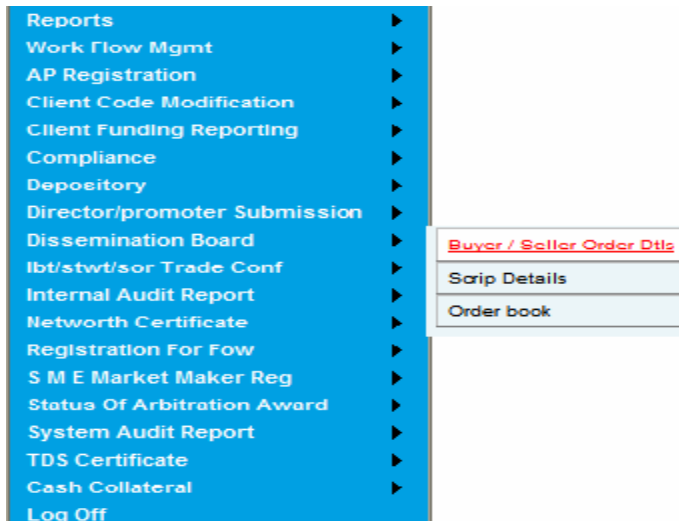 Reports
Work Flow Mgmt
AP Registration
Client Code Modification
Client Funding Reporting
Compliance
Depository
Director/promoter Submission
Dissemination Board
Buyer / Seller Order Dtls
Ibt/stwt/sor Trade Conf
Scrip Details
Internal Audit Report
Order book
Networth Certificate
Registration For Fow
S M E Market Maker Reg
Status Of Arbitration Award
System Audit Report
TDS Certificate
Cash Collateral
Log Off